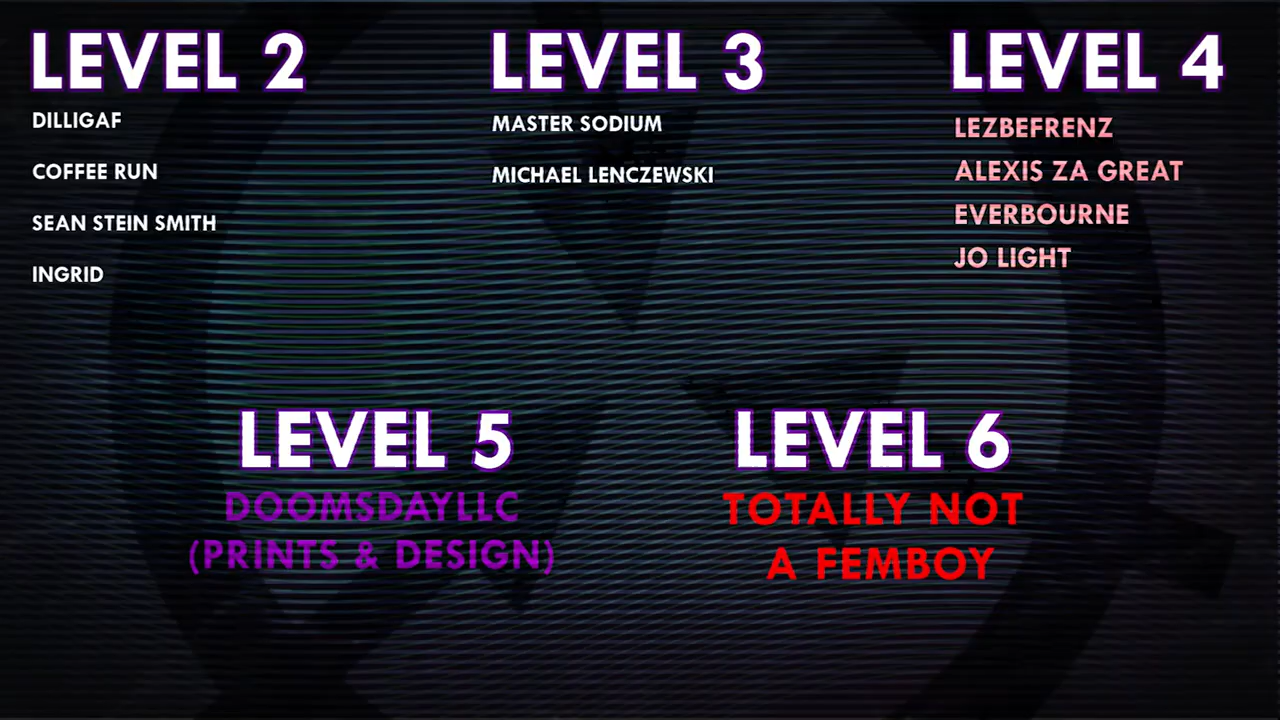 LEVEL 2
DILLIGAF
COFFEE RUN
SEAN STEIN SMITH
INGRID
LEVEL 3
MASTER SODIUM
MICHAEL LENCZEWSKI
LEVEL 4
LEZBEFRENZ
ALEXIS ZA GREAT
EVERBOURNE
JO LIGHT
LEVEL 5
DOOMSDAYLLC
(PRINTS & DESIGN)
LEVEL 6
TOTALLY NOT
A FEMBOY